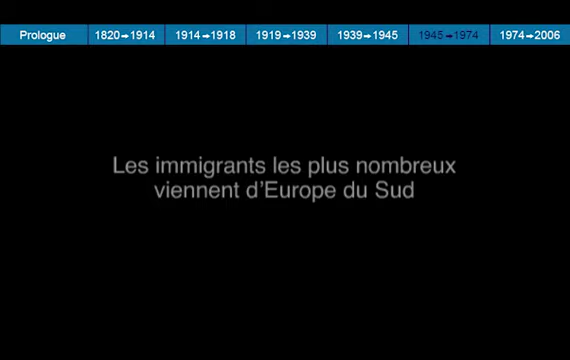 Prologue 1820→1914 1914→1918 1919→1939 1939→1945 1945→1974 1974→2006
Les immigrants les plus nombreux
viennent d’Europe du Sud